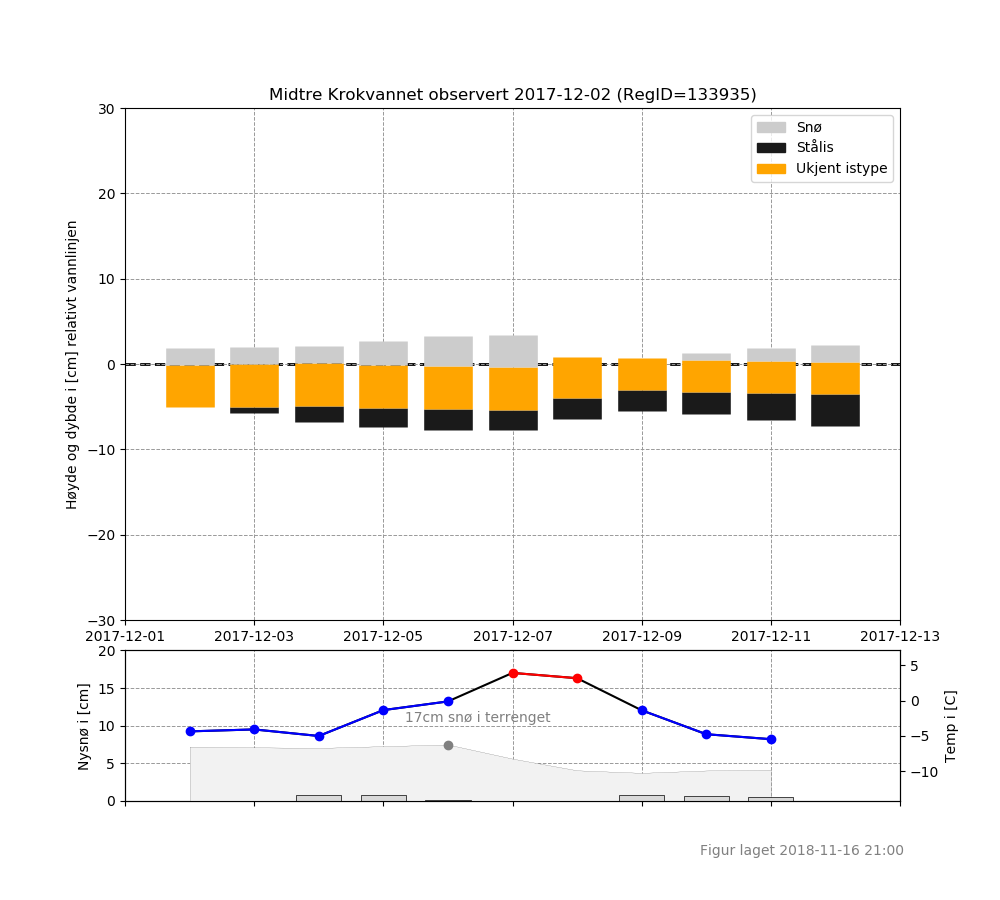 Midtre Krokvannet observert 2017-12-02 (RegID=133935)
Snø
Stålis
Ukjent istype
Høyde og dybde i [cm] relativt vannlinjen
30
20
10
0
−10
−20
−30
2017-12-01 2017-12-03 2017-12-05 2017-12-07 2017-12-09 2017-12-11 2017-12-13
Nysnø i [cm]
20
15
10
5
0
17cm snø i terrenget
5
0
−5
−10
Temp i [C]
Figur laget 2018-11-16 21:00